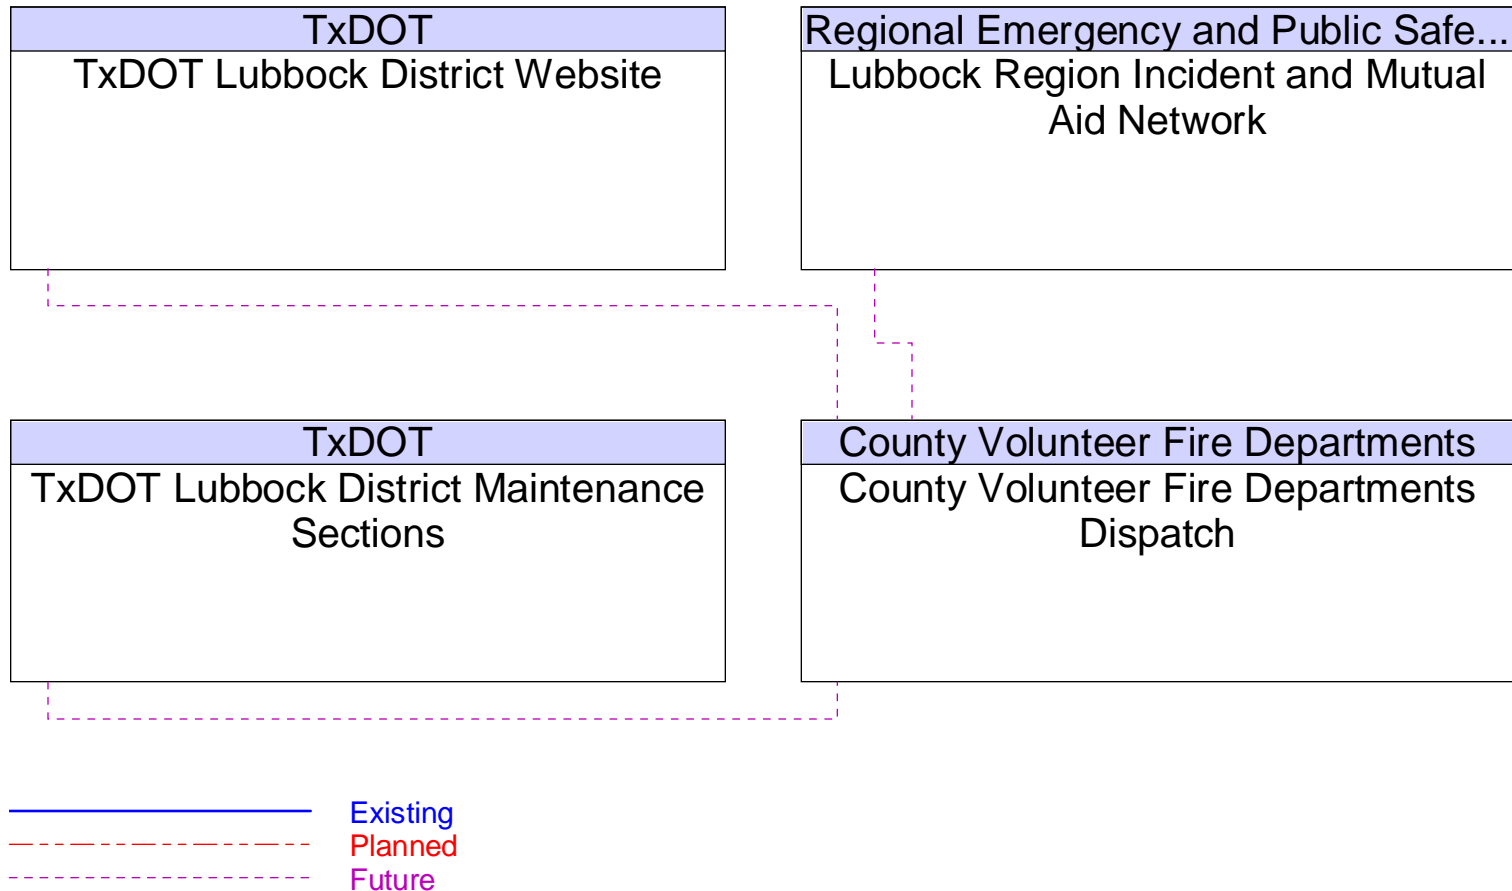 TxDOT
TxDOT Lubbock District Website
Regional Emergency and Public Safe...
Lubbock Region Incident and Mutual
Aid Network
TxDOT
TxDOT Lubbock District Maintenance
Sections
County Volunteer Fire Departments
County Volunteer Fire Departments
Dispatch
Existing
Planned
Future